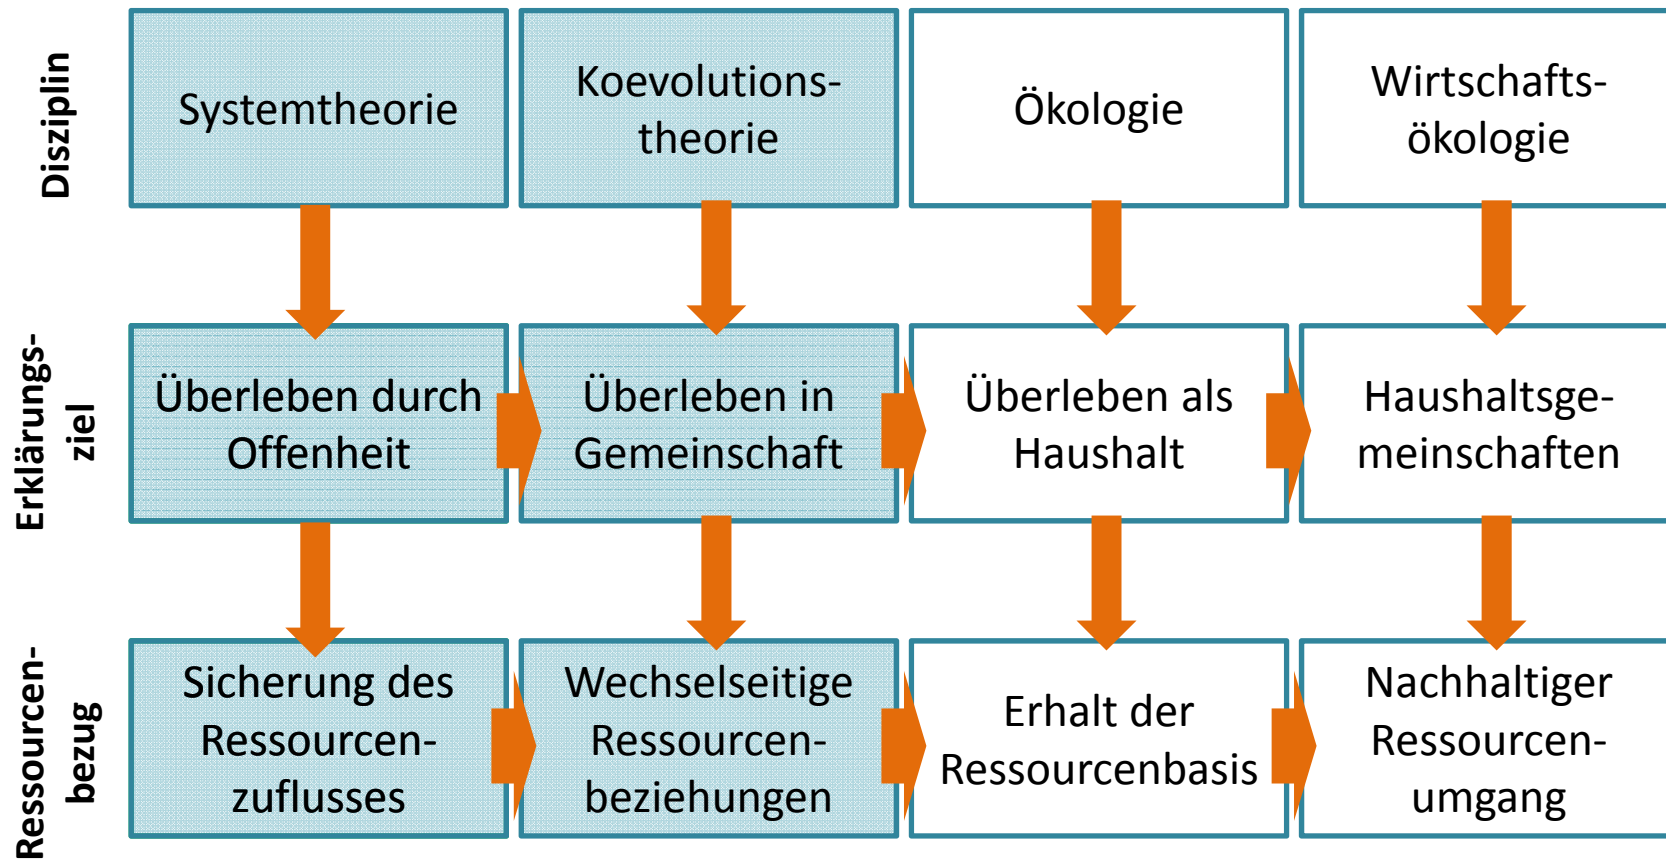 Disziplin
Systemtheorie
Koevolutions-
theorie
Ökologie
Wirtschafts-
ökologie
Erklärungs-
ziel
Überleben durch
Offenheit
Überleben in
Gemeinschaft
Überleben als
Haushalt
Haushaltsge-
meinschaften
Ressourcen-
bezug
Sicherung des
Ressourcen-
zuflusses
Wechselseitige
Ressourcen-
beziehungen
Erhalt der
Ressourcenbasis
Nachhaltiger
Ressourcen-
umgang